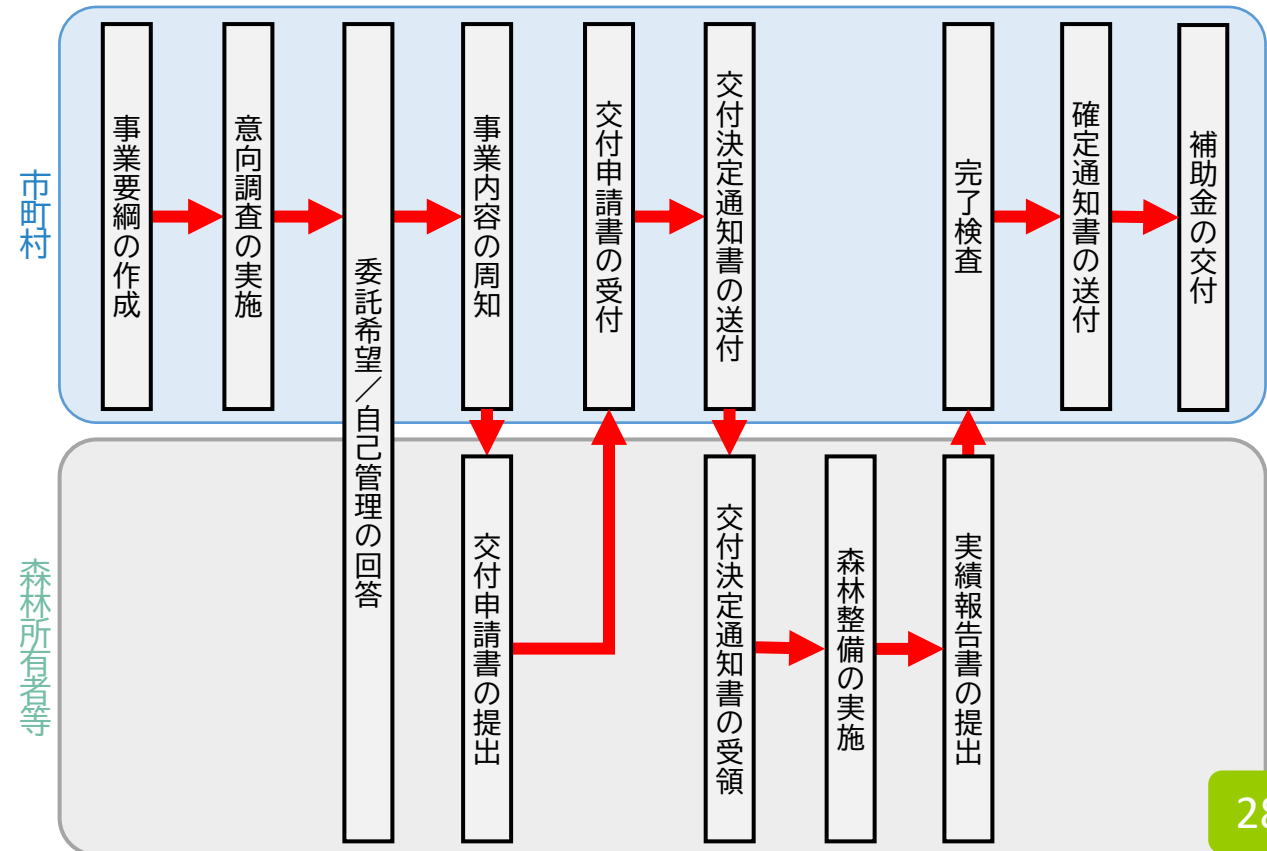 市町村
事業要綱の作成
意向調査の実施
委託希望／自己管理の回答
事業内容の周知
交付申請書の受付
交付決定通知書の送付
完了検査
確定通知書の送付
補助金の交付
森林所有者等
交付申請書の提出
交付決定通知書の受領
森林整備の実施
実績報告書の提出
28